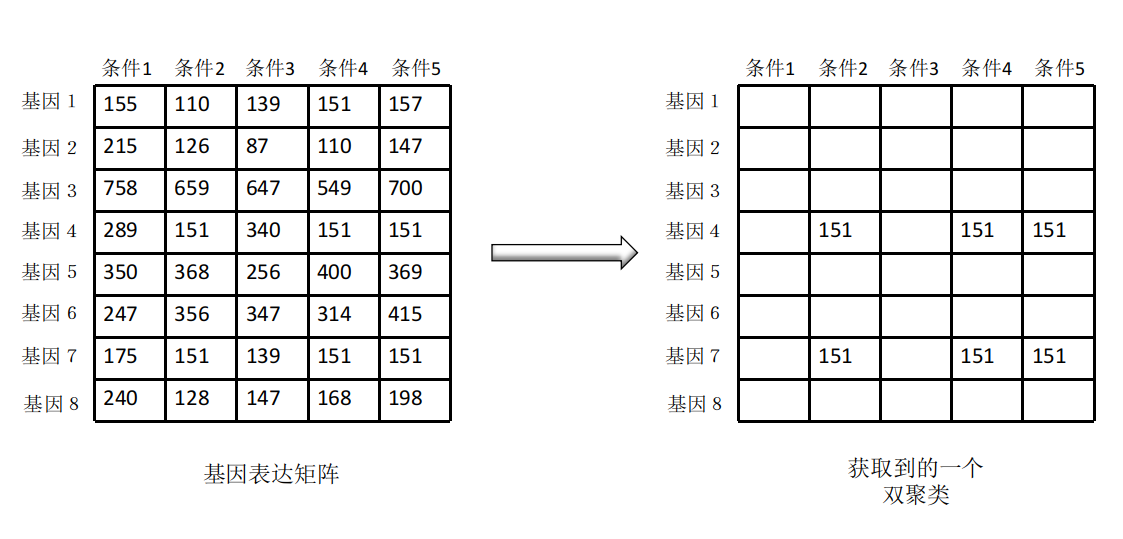 条件1 条件2 条件3 条件4 条件5
基因1 155 110 139 151 157
基因2 215 126 87 110 147
基因3 758 659 647 549 700
基因4 289 151 340 151 151
基因5 350 368 256 400 369
基因6 247 356 347 314 415
基因7 175 151 139 151 151
基因8 240 128 147 168 198
基因表达矩阵
条件1 条件2 条件3 条件4 条件5
基因1
基因2
基因3
基因4 151 151 151
基因5
基因6
基因7 151 151 151
基因8
获取到的一个
双聚类